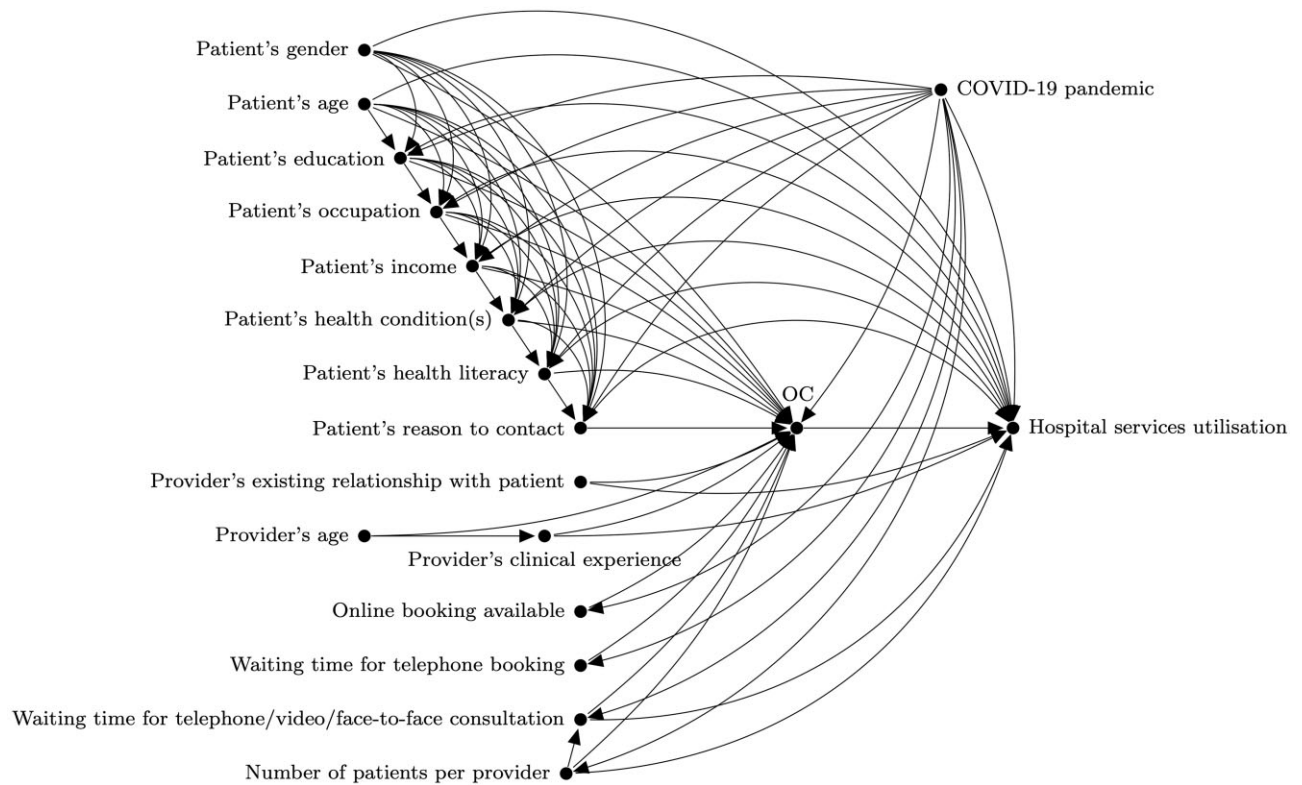 Patient's gender
Patient's age
COVID-19 pandemic
Patient's education
Patient's occupation
Patient's income
Patient's health condition(s)
Patient's health literacy
OC
Patient's reason to contact
Hospital services utilisation
Provider's existing relationship with patient
Provider's age
Provider's clinical experience
Online booking available
Waiting time for telephone booking
Waiting time for telephone/video/face-to-face consultation
Number of patients per provider